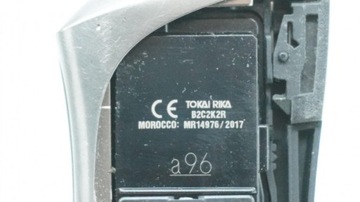 CE TOKAI RIKA
B2C2K2R
MOROCCO: MR14976/2017
a96